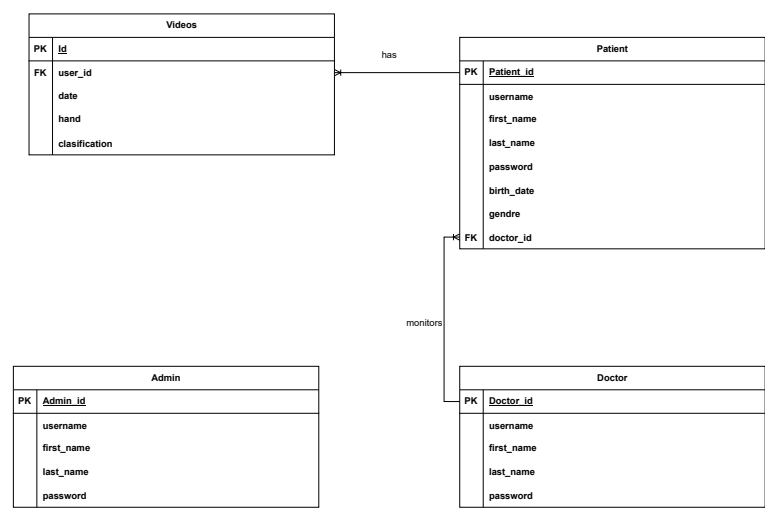 Videos
PK Id
FK user_id
date
hand
clasification
has
Patient
PK Patient_id
username
first_name
last_name
password
birth_date
gendre
FK doctor_id
monitors
Admin
PK Admin_id
username
first_name
last_name
password
Doctor
PK Doctor_id
username
first_name
last_name
password